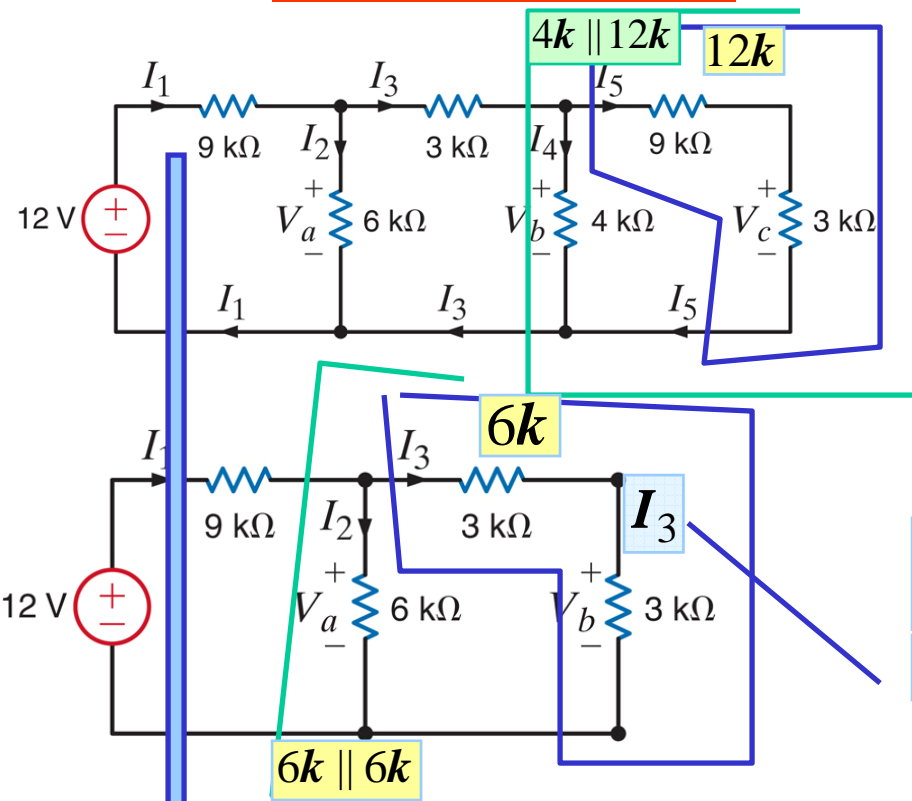 4k || 12k
12k
I1
I3
I5
9 kΩ
I2
3 kΩ
I4
9 kΩ
12 V
+
−
+
Va
−
6 kΩ
+
Vb
−
4 kΩ
+
Vc
−
3 kΩ
I1
I3
I5
6k
I1
I3
I3
9 kΩ
I2
3 kΩ
12 V
+
−
+
Va
−
6 kΩ
+
Vb
−
3 kΩ
6k || 6k